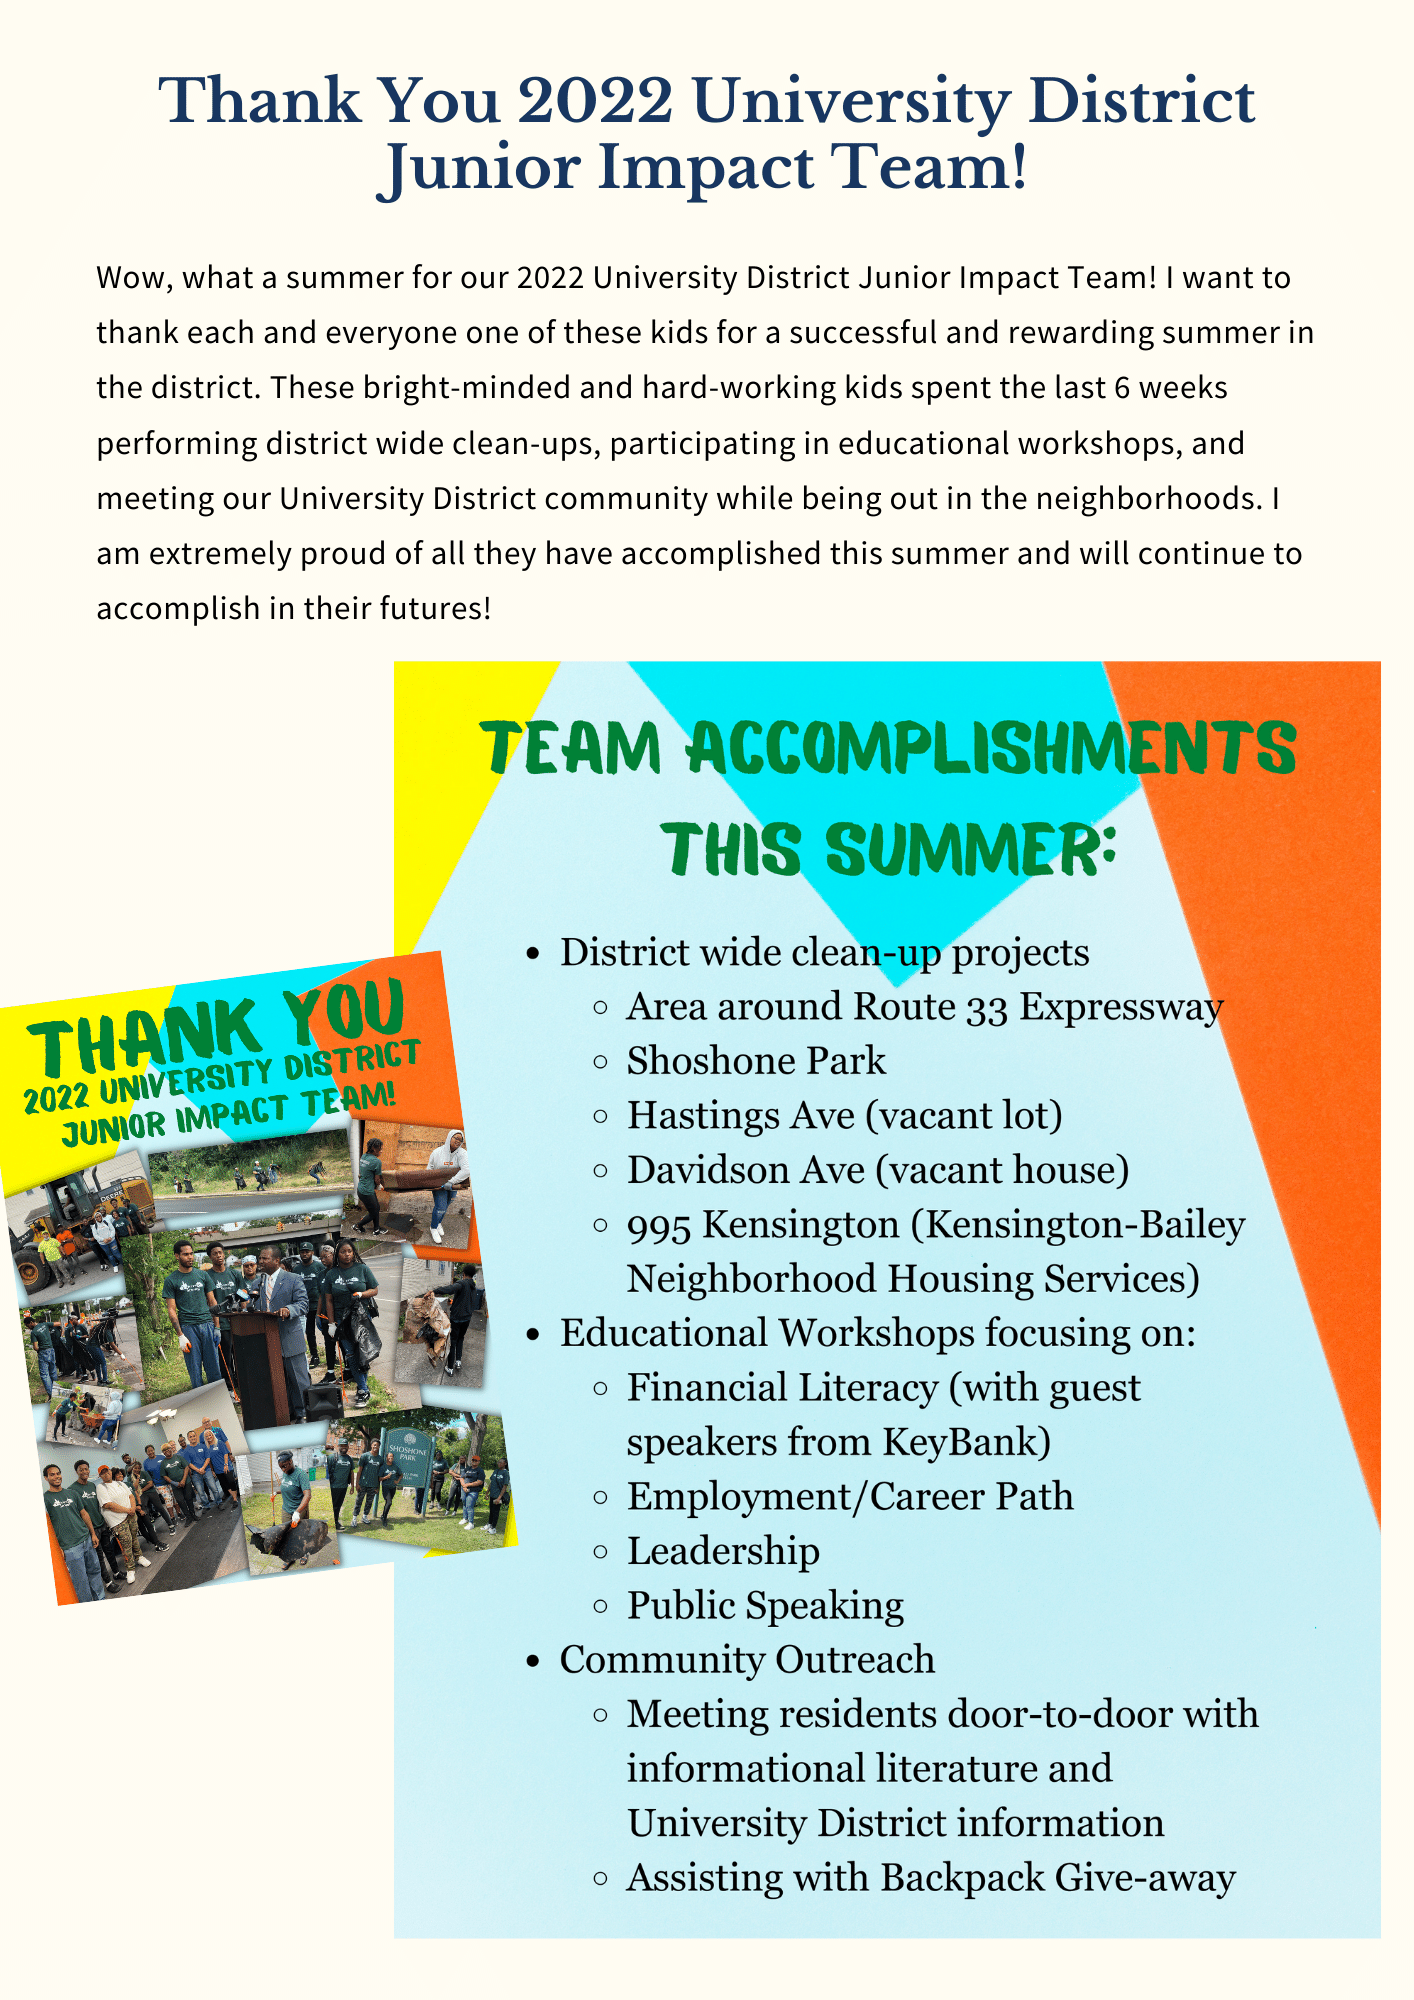 Thank You 2022 University District
Junior Impact Team!
Wow, what a summer for our 2022 University District Junior Impact Team! I want to
thank each and everyone one of these kids for a successful and rewarding summer in
the district. These bright-minded and hard-working kids spent the last 6 weeks
performing district wide clean-ups, participating in educational workshops, and
meeting our University District community while being out in the neighborhoods. I
am extremely proud of all they have accomplished this summer and will continue to
accomplish in their futures!
TEAM ACCOMPLISHMENTS
THIS SUMMER:
• District wide clean-up projects
◦ Area around Route 33 Expressway
◦ Shoshone Park
◦ Hastings Ave (vacant lot)
◦ Davidson Ave (vacant house)
◦ 995 Kensington (Kensington-Bailey
Neighborhood Housing Services)
• Educational Workshops focusing on:
◦ Financial Literacy (with guest
speakers from KeyBank)
◦ Employment/Career Path
◦ Leadership
◦ Public Speaking
• Community Outreach
◦ Meeting residents door-to-door with
informational literature and
University District information
◦ Assisting with Backpack Give-away
THANK YOU
2022 UNIVERSITY DISTRICT
JUNIOR IMPACT TEAM!
DEERE
SHOSHONE
PARK